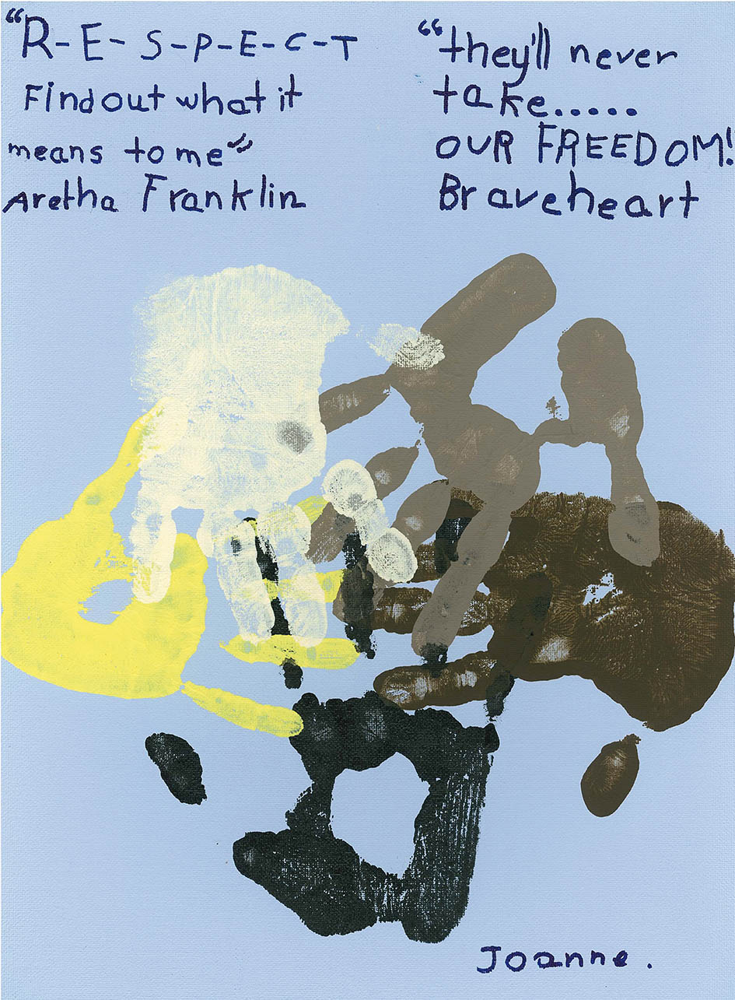 “R-E-S-P-E-C-T
Find out what it
means to me”
Aretha Franklin
“they'll never
take.....
OUR FREEDOM!
Braveheart
Joanne.